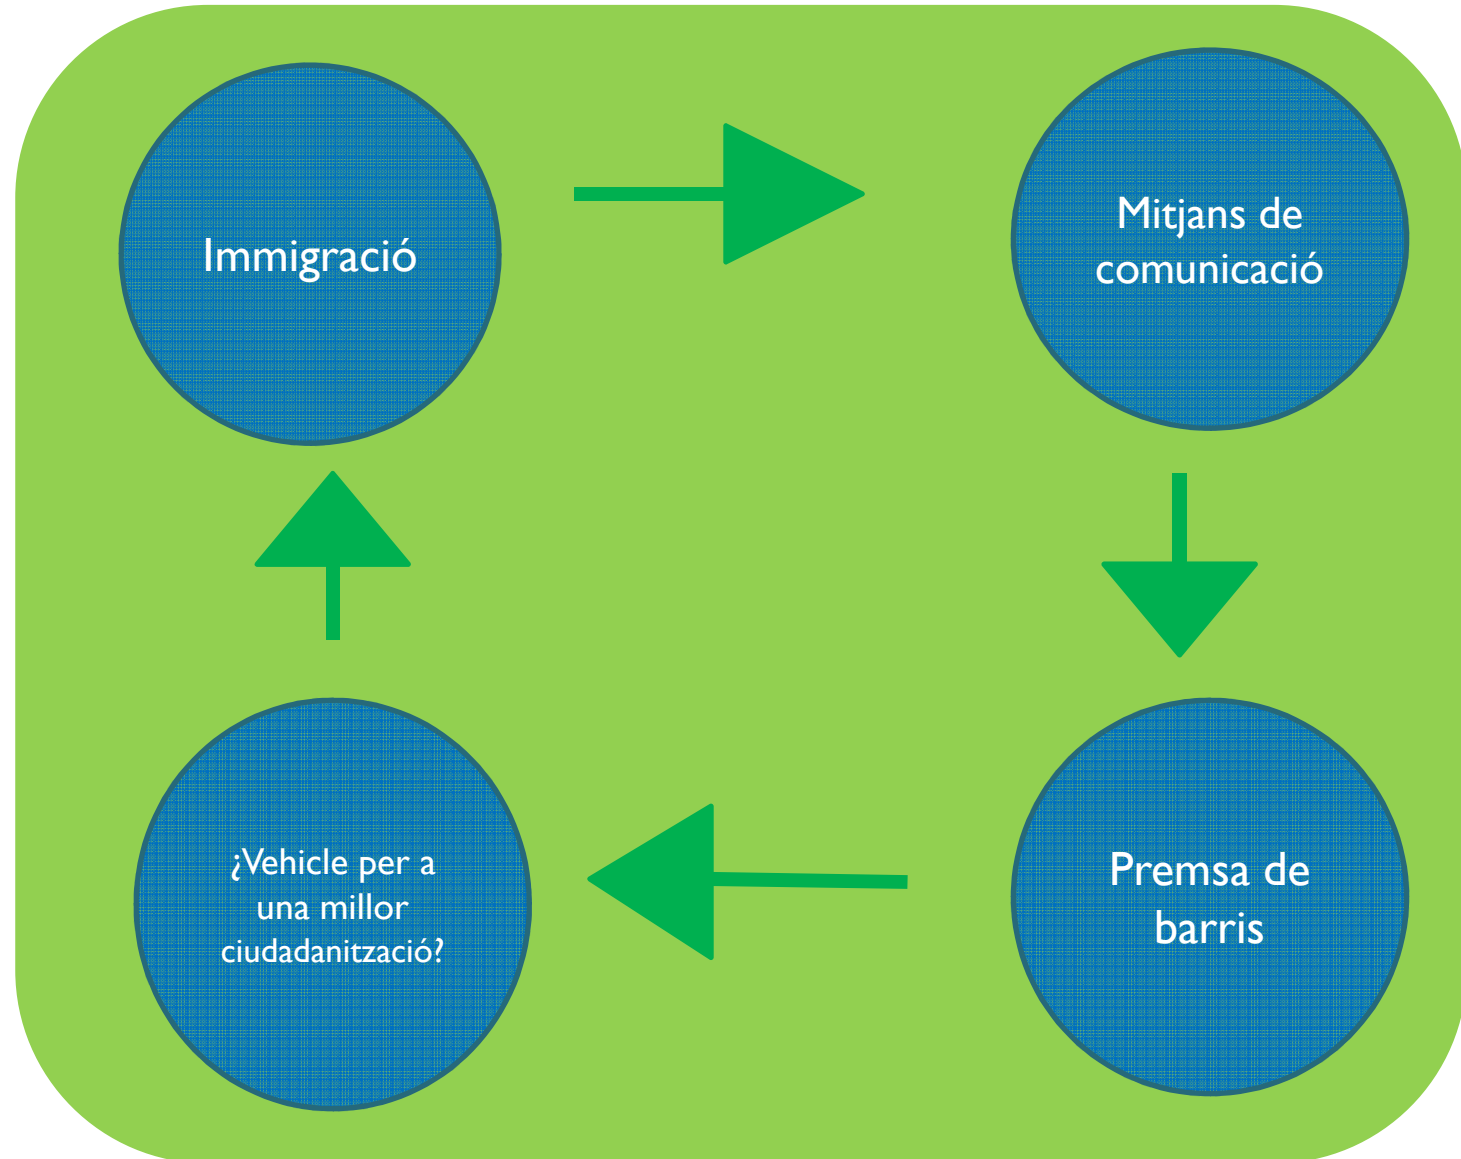 Immigració
Mitjans de
comunicació
Premsa de
barris
¿Vehicle per a
una millor
ciudadanització?